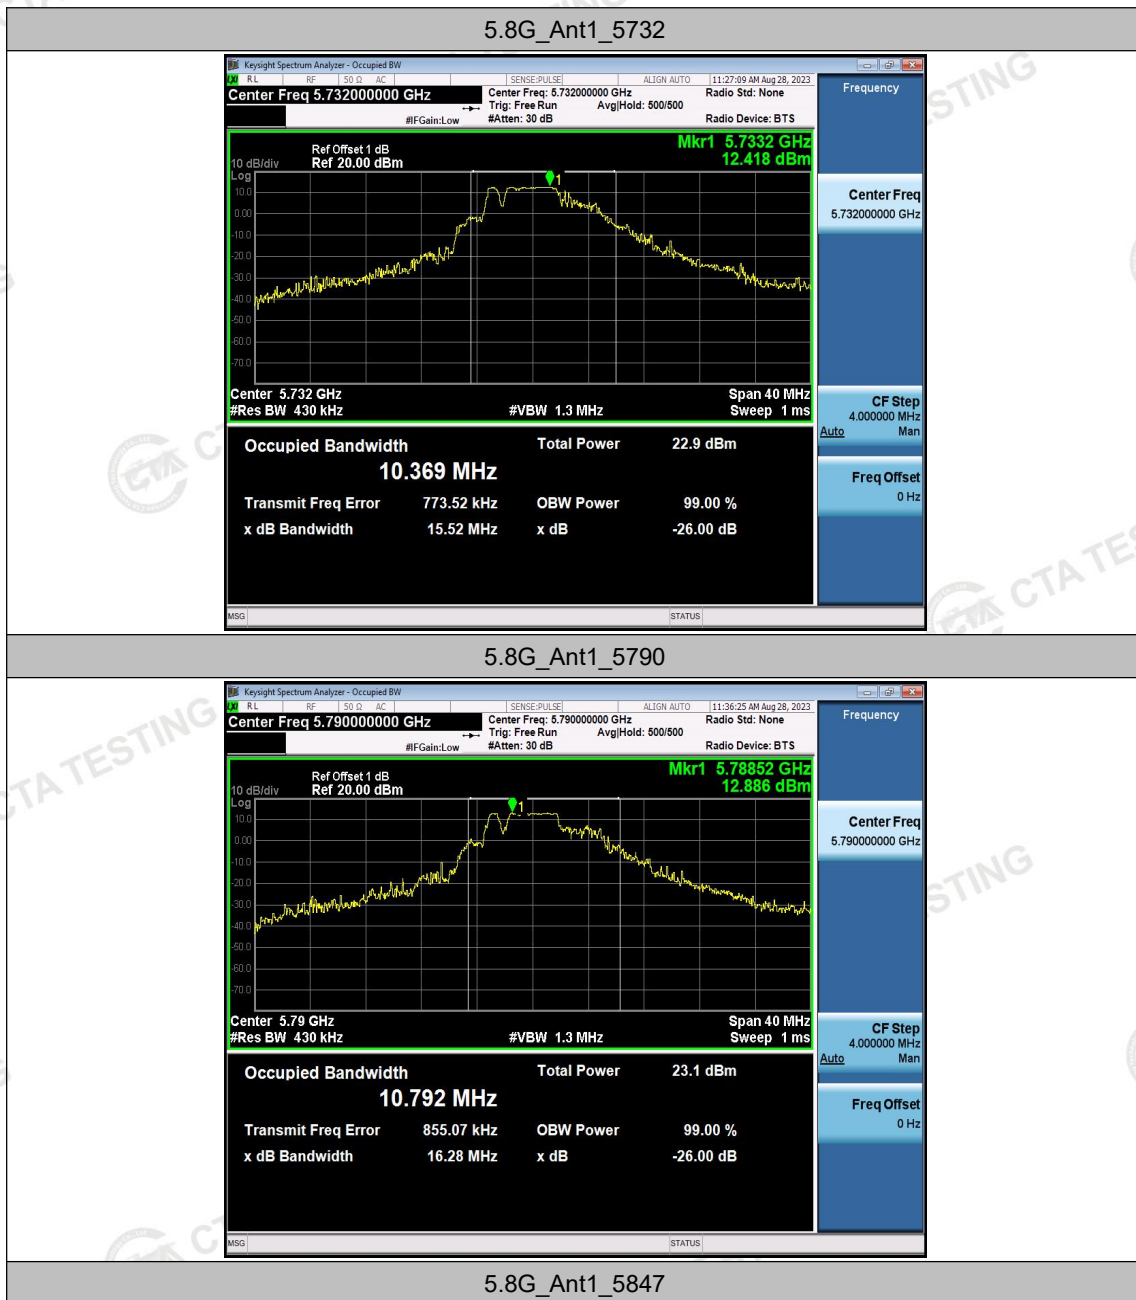 5.8G_Ant1_5732
Keysight Spectrum Analyzer - Occupied BW
RL RF 50 Ω AC SENSE:PULSE ALIGN AUTO 11:27:09 AM Aug 28, 2023
Center Freq 5.732000000 GHz Center Freq: 5.732000000 GHz Radio Std: None Frequency
Trig: Free Run Avg|Hold: 500/500
#IFGain:Low #Atten: 30 dB Radio Device: BTS
Mkr1 5.7332 GHz
12.418 dBm
Ref Offset 1 dB
10 dB/div Ref 20.00 dBm
Log
1
10.0
0.00
-10.0
-20.0
-30.0
-40.0
-50.0
-60.0
-70.0
Center Freq
5.732000000 GHz
Center 5.732 GHz Span 40 MHz
#Res BW 430 kHz #VBW 1.3 MHz Sweep 1 ms
CF Step
4.000000 MHz
Auto Man
Occupied Bandwidth Total Power 22.9 dBm
10.369 MHz
Transmit Freq Error 773.52 kHz OBW Power 99.00 %
x dB Bandwidth 15.52 MHz x dB -26.00 dB
Freq Offset
0 Hz
MSG STATUS
5.8G_Ant1_5790
Keysight Spectrum Analyzer - Occupied BW
RL RF 50 Ω AC SENSE:PULSE ALIGN AUTO 11:36:25 AM Aug 28, 2023
Center Freq 5.790000000 GHz Center Freq: 5.790000000 GHz Radio Std: None Frequency
Trig: Free Run Avg|Hold: 500/500
#IFGain:Low #Atten: 30 dB Radio Device: BTS
Mkr1 5.78852 GHz
12.886 dBm
Ref Offset 1 dB
10 dB/div Ref 20.00 dBm
Log
1
10.0
0.00
-10.0
-20.0
-30.0
-40.0
-50.0
-60.0
-70.0
Center Freq
5.790000000 GHz
Center 5.79 GHz Span 40 MHz
#Res BW 430 kHz #VBW 1.3 MHz Sweep 1 ms
CF Step
4.000000 MHz
Auto Man
Occupied Bandwidth Total Power 23.1 dBm
10.792 MHz
Transmit Freq Error 855.07 kHz OBW Power 99.00 %
x dB Bandwidth 16.28 MHz x dB -26.00 dB
Freq Offset
0 Hz
MSG STATUS
5.8G_Ant1_5847
CTA TESTING